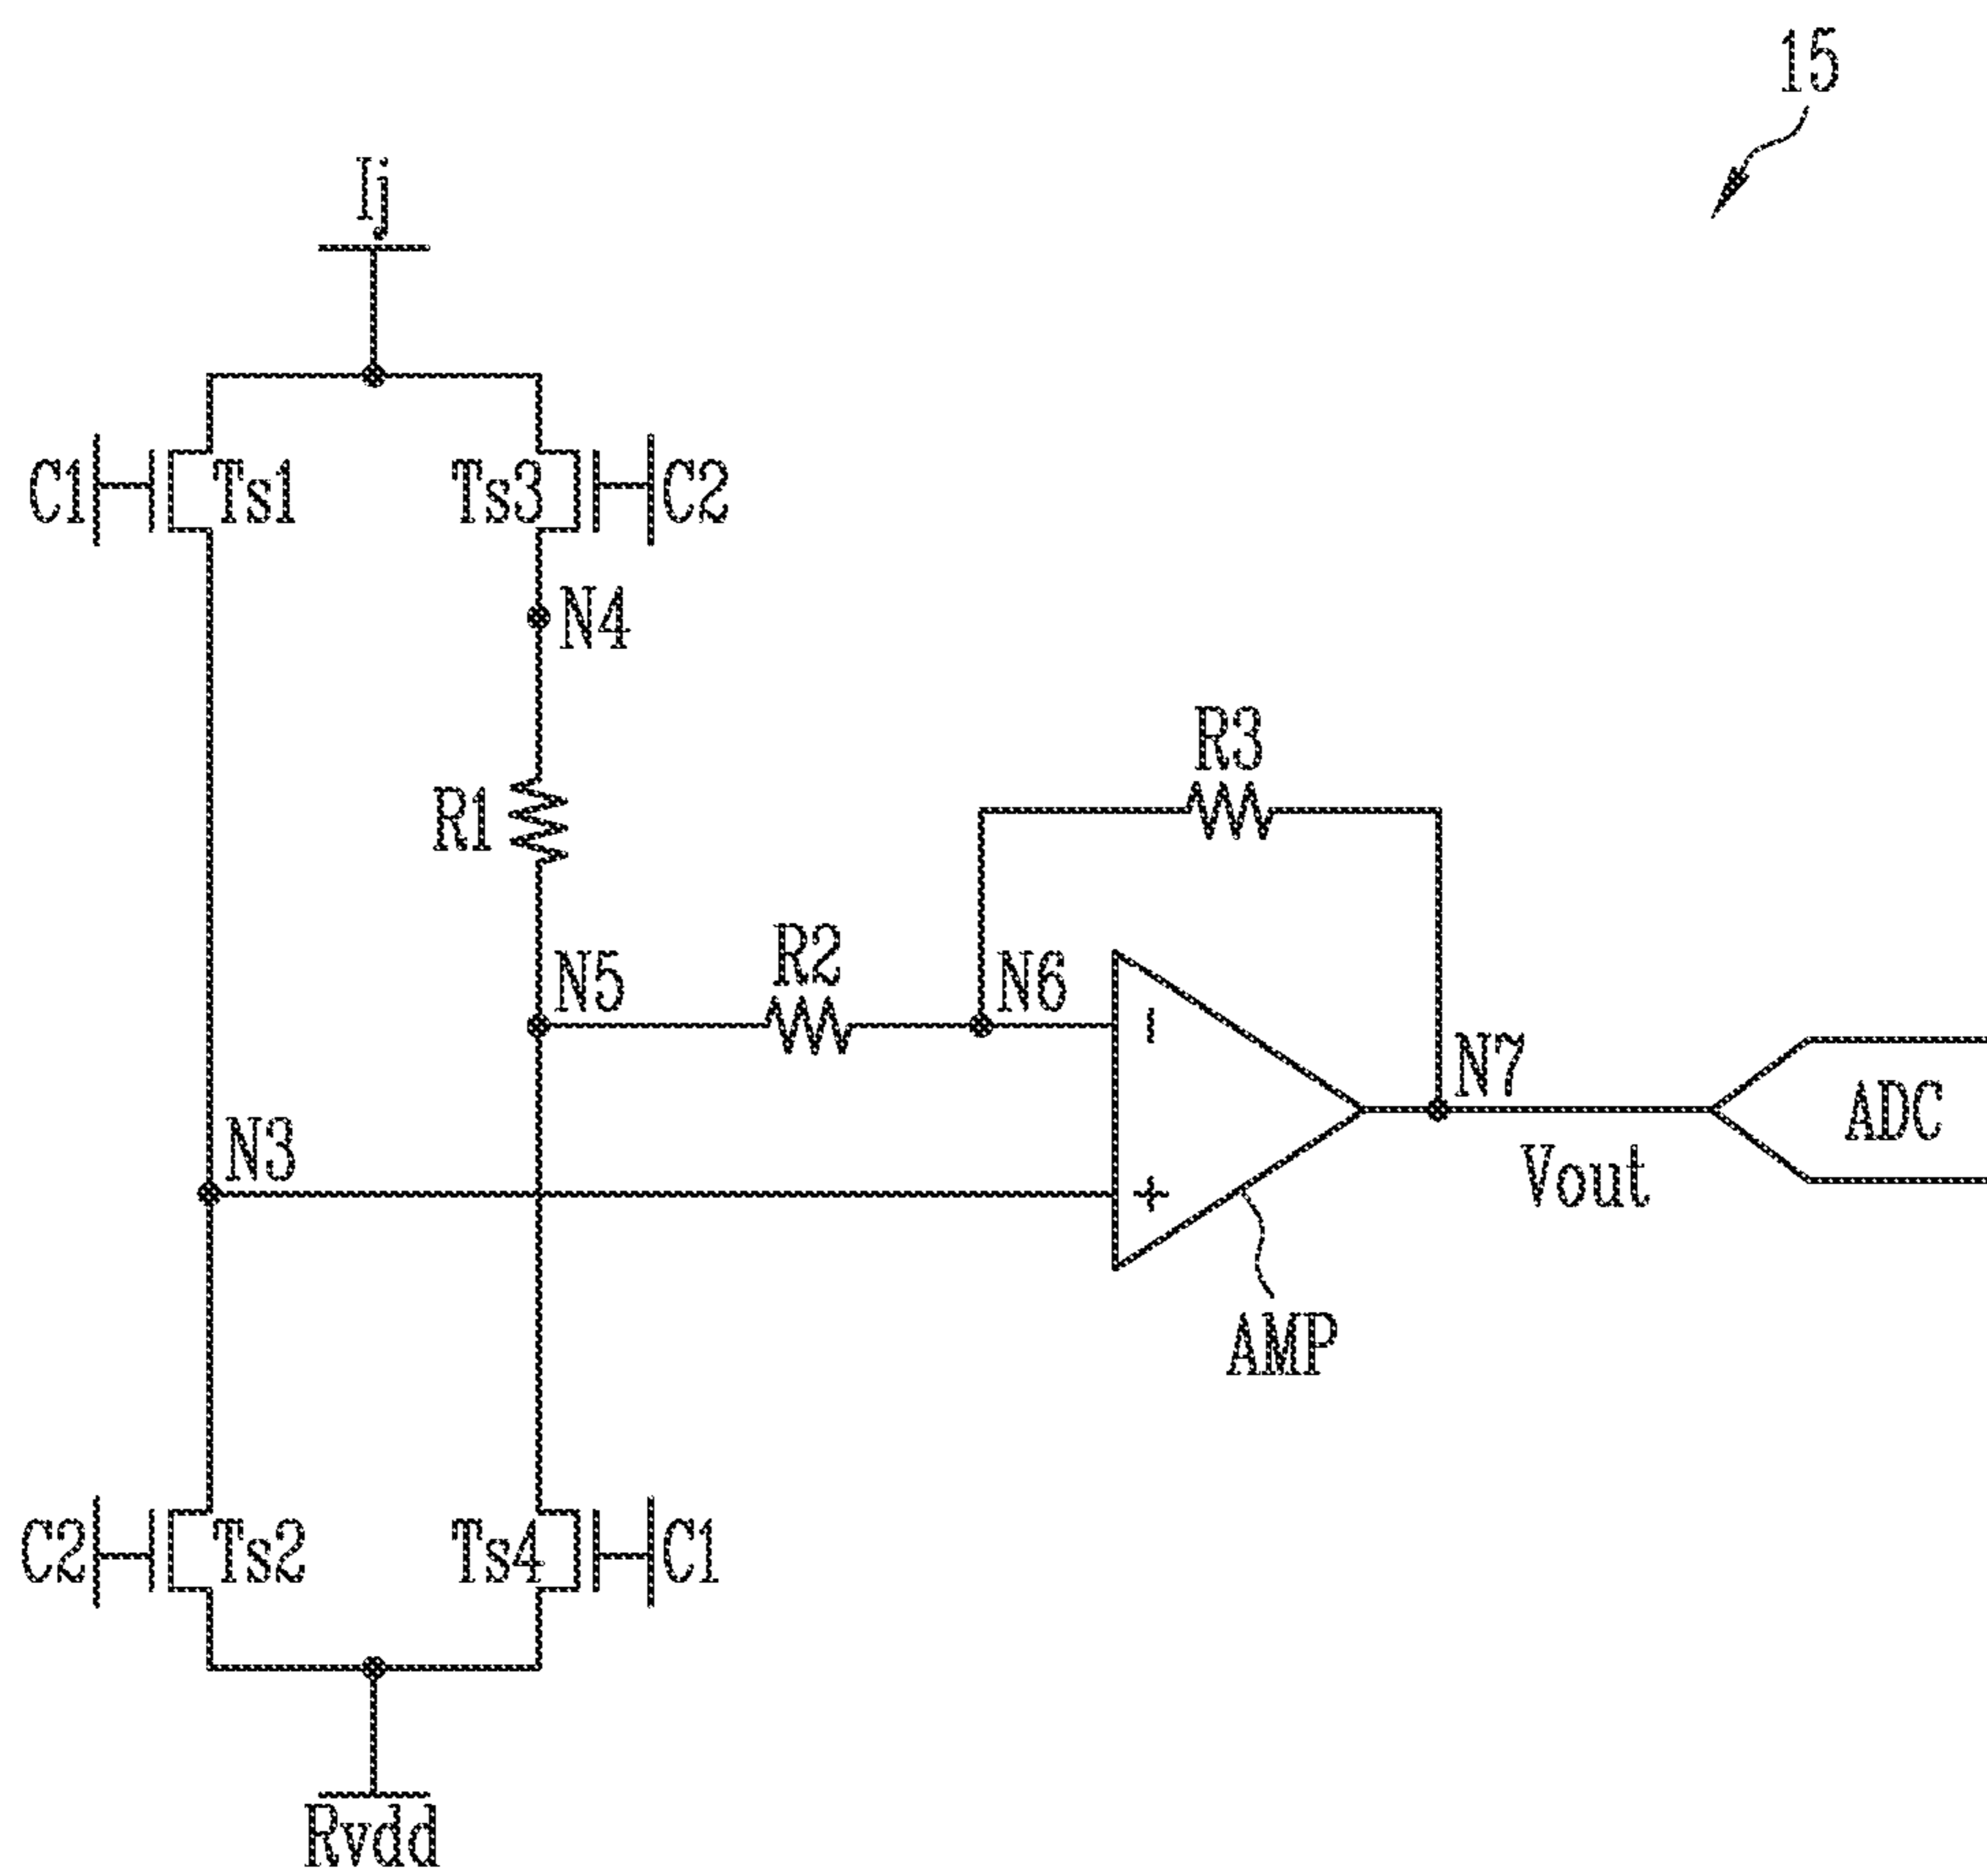 15
Ij
C1
Ts1
Ts3
C2
N4
R3
R1
R2
N5
N6
-
N7
ADC
N3
+
Vout
AMP
C2
Ts2
Ts4
C1
Rvdd